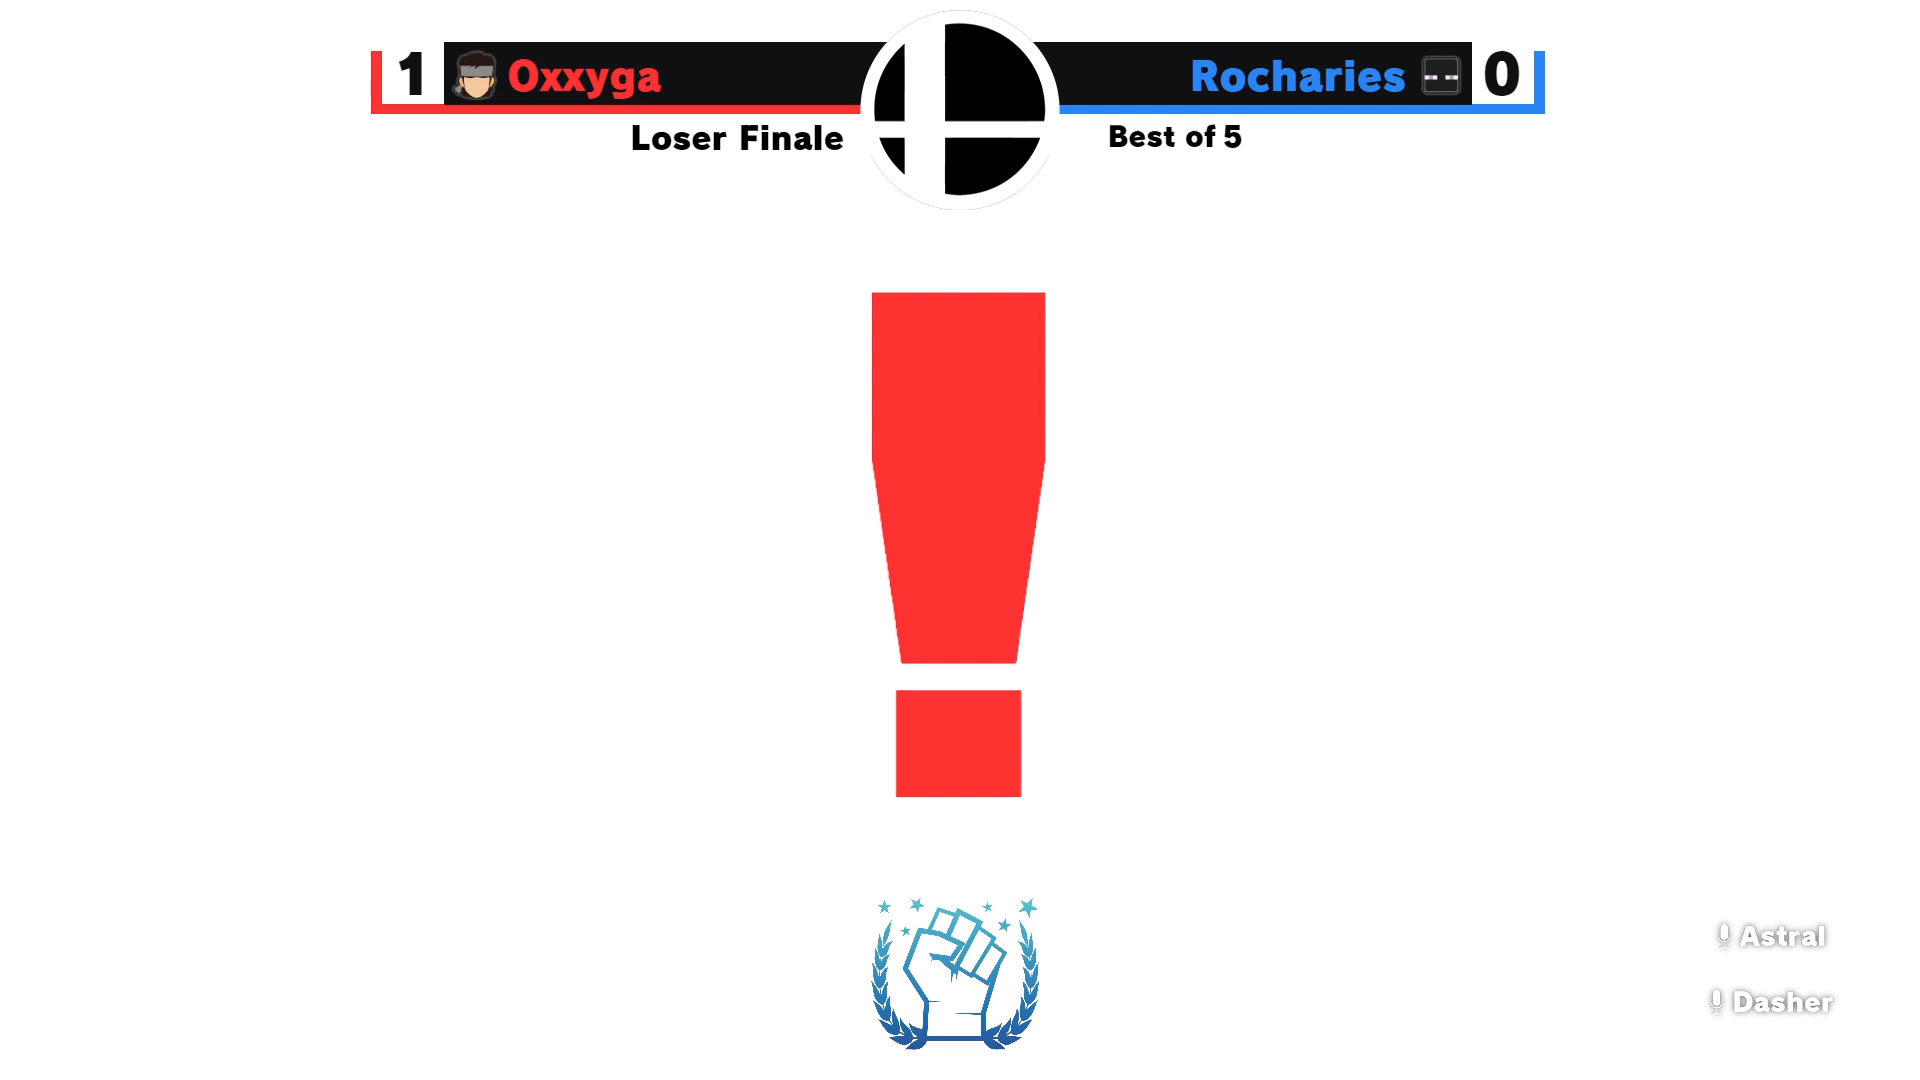 1 Oxxyga Rocharies 0
Loser Finale Best of 5
!
Astral
Dasher